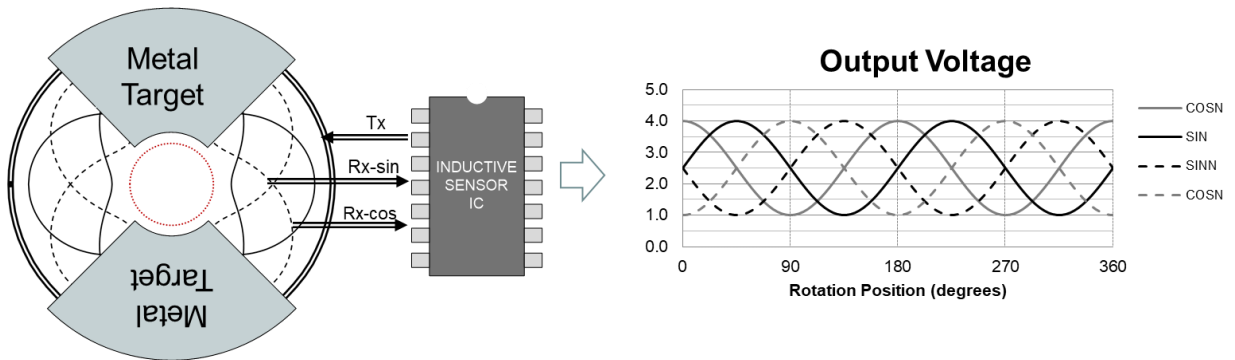 Metal
Target
Metal
Target
Tx
Rx-sin
Rx-cos
INDUCTIVE
SENSOR
IC
Output Voltage
5.0
4.0
3.0
2.0
1.0
0.0
0
90
180
270
360
Rotation Position (degrees)
COSN
SIN
SINN
COSN